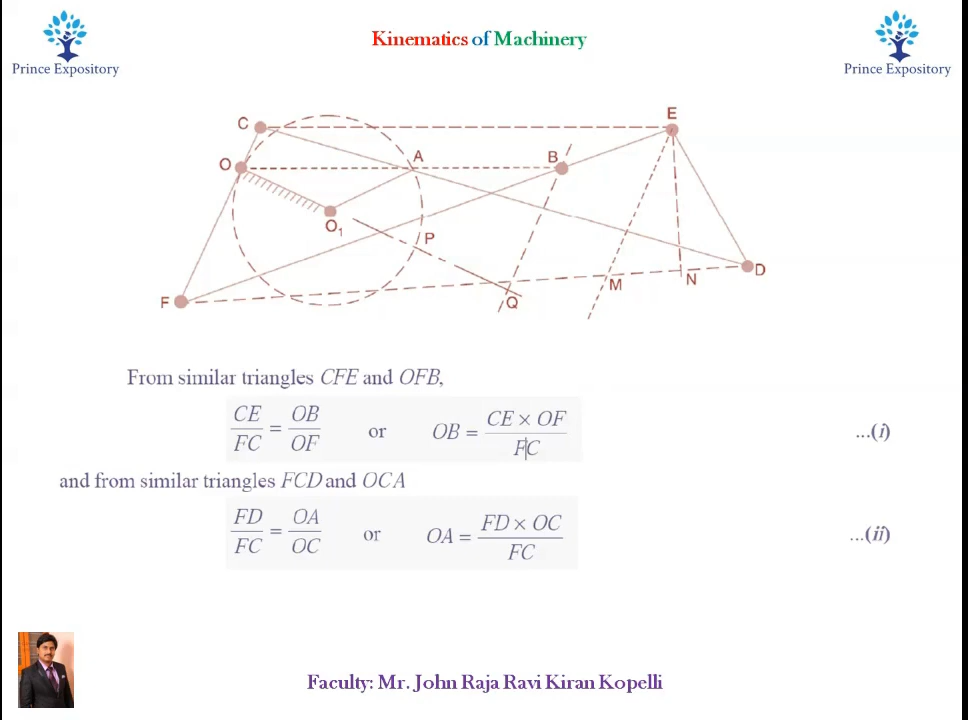 Kinematics of Machinery
Prince Expository
Prince Expository
C
E
O
A
B
O1
P
F
Q
M
N
D
From similar triangles CFE and OFB,
CE/FC = OB/OF or OB = CE × OF/FC ...(i)
and from similar triangles FCD and OCA
FD/FC = OA/OC or OA = FD × OC/FC ...(ii)
Faculty: Mr. John Raja Ravi Kiran Kopelli